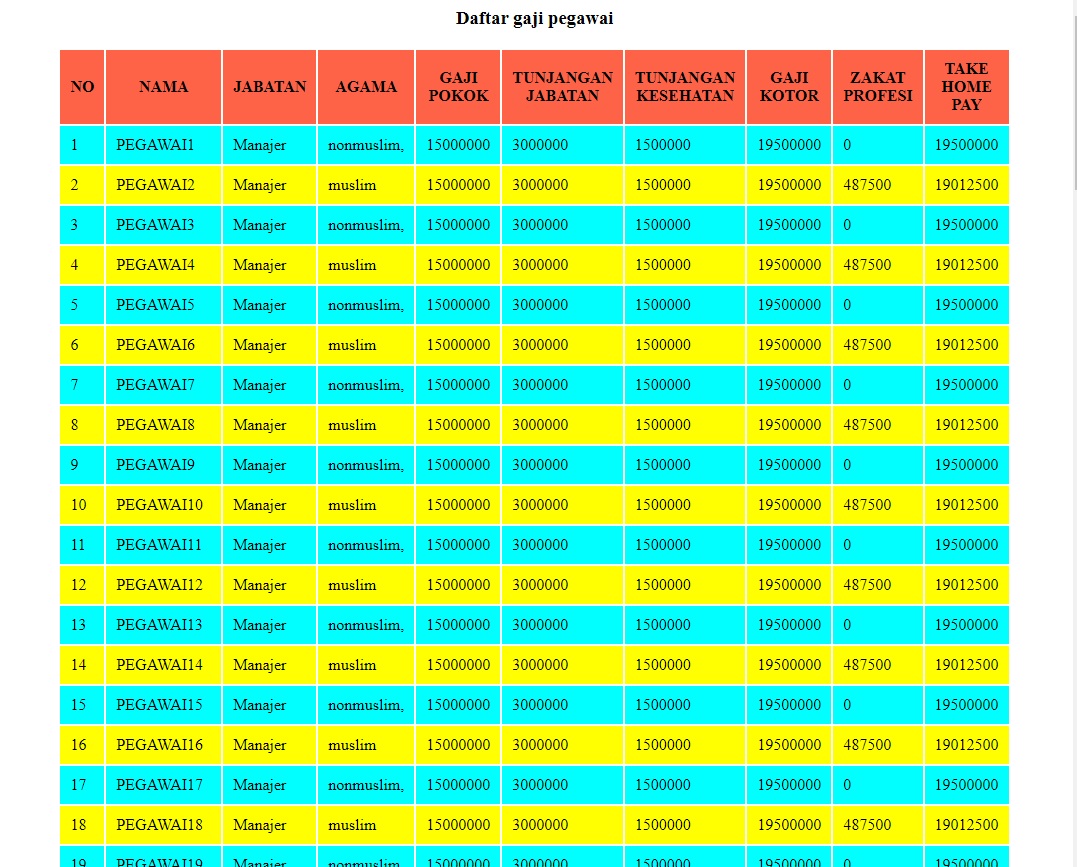 Daftar gaji pegawai
NO NAMA JABATAN AGAMA GAJI POKOK TUNJANGAN JABATAN TUNJANGAN KESEHATAN GAJI KOTOR ZAKAT PROFESI TAKE HOME PAY
1 PEGAWAI1 Manajer nonmuslim, 15000000 3000000 1500000 19500000 0 19500000
2 PEGAWAI2 Manajer muslim 15000000 3000000 1500000 19500000 487500 19012500
3 PEGAWAI3 Manajer nonmuslim, 15000000 3000000 1500000 19500000 0 19500000
4 PEGAWAI4 Manajer muslim 15000000 3000000 1500000 19500000 487500 19012500
5 PEGAWAI5 Manajer nonmuslim, 15000000 3000000 1500000 19500000 0 19500000
6 PEGAWAI6 Manajer muslim 15000000 3000000 1500000 19500000 487500 19012500
7 PEGAWAI7 Manajer nonmuslim, 15000000 3000000 1500000 19500000 0 19500000
8 PEGAWAI8 Manajer muslim 15000000 3000000 1500000 19500000 487500 19012500
9 PEGAWAI9 Manajer nonmuslim, 15000000 3000000 1500000 19500000 0 19500000
10 PEGAWAI10 Manajer muslim 15000000 3000000 1500000 19500000 487500 19012500
11 PEGAWAI11 Manajer nonmuslim, 15000000 3000000 1500000 19500000 0 19500000
12 PEGAWAI12 Manajer muslim 15000000 3000000 1500000 19500000 487500 19012500
13 PEGAWAI13 Manajer nonmuslim, 15000000 3000000 1500000 19500000 0 19500000
14 PEGAWAI14 Manajer muslim 15000000 3000000 1500000 19500000 487500 19012500
15 PEGAWAI15 Manajer nonmuslim, 15000000 3000000 1500000 19500000 0 19500000
16 PEGAWAI16 Manajer muslim 15000000 3000000 1500000 19500000 487500 19012500
17 PEGAWAI17 Manajer nonmuslim, 15000000 3000000 1500000 19500000 0 19500000
18 PEGAWAI18 Manajer muslim 15000000 3000000 1500000 19500000 487500 19012500
19 PEGAWAI19 Manajer nonmuslim, 15000000 3000000 1500000 19500000 0 19500000